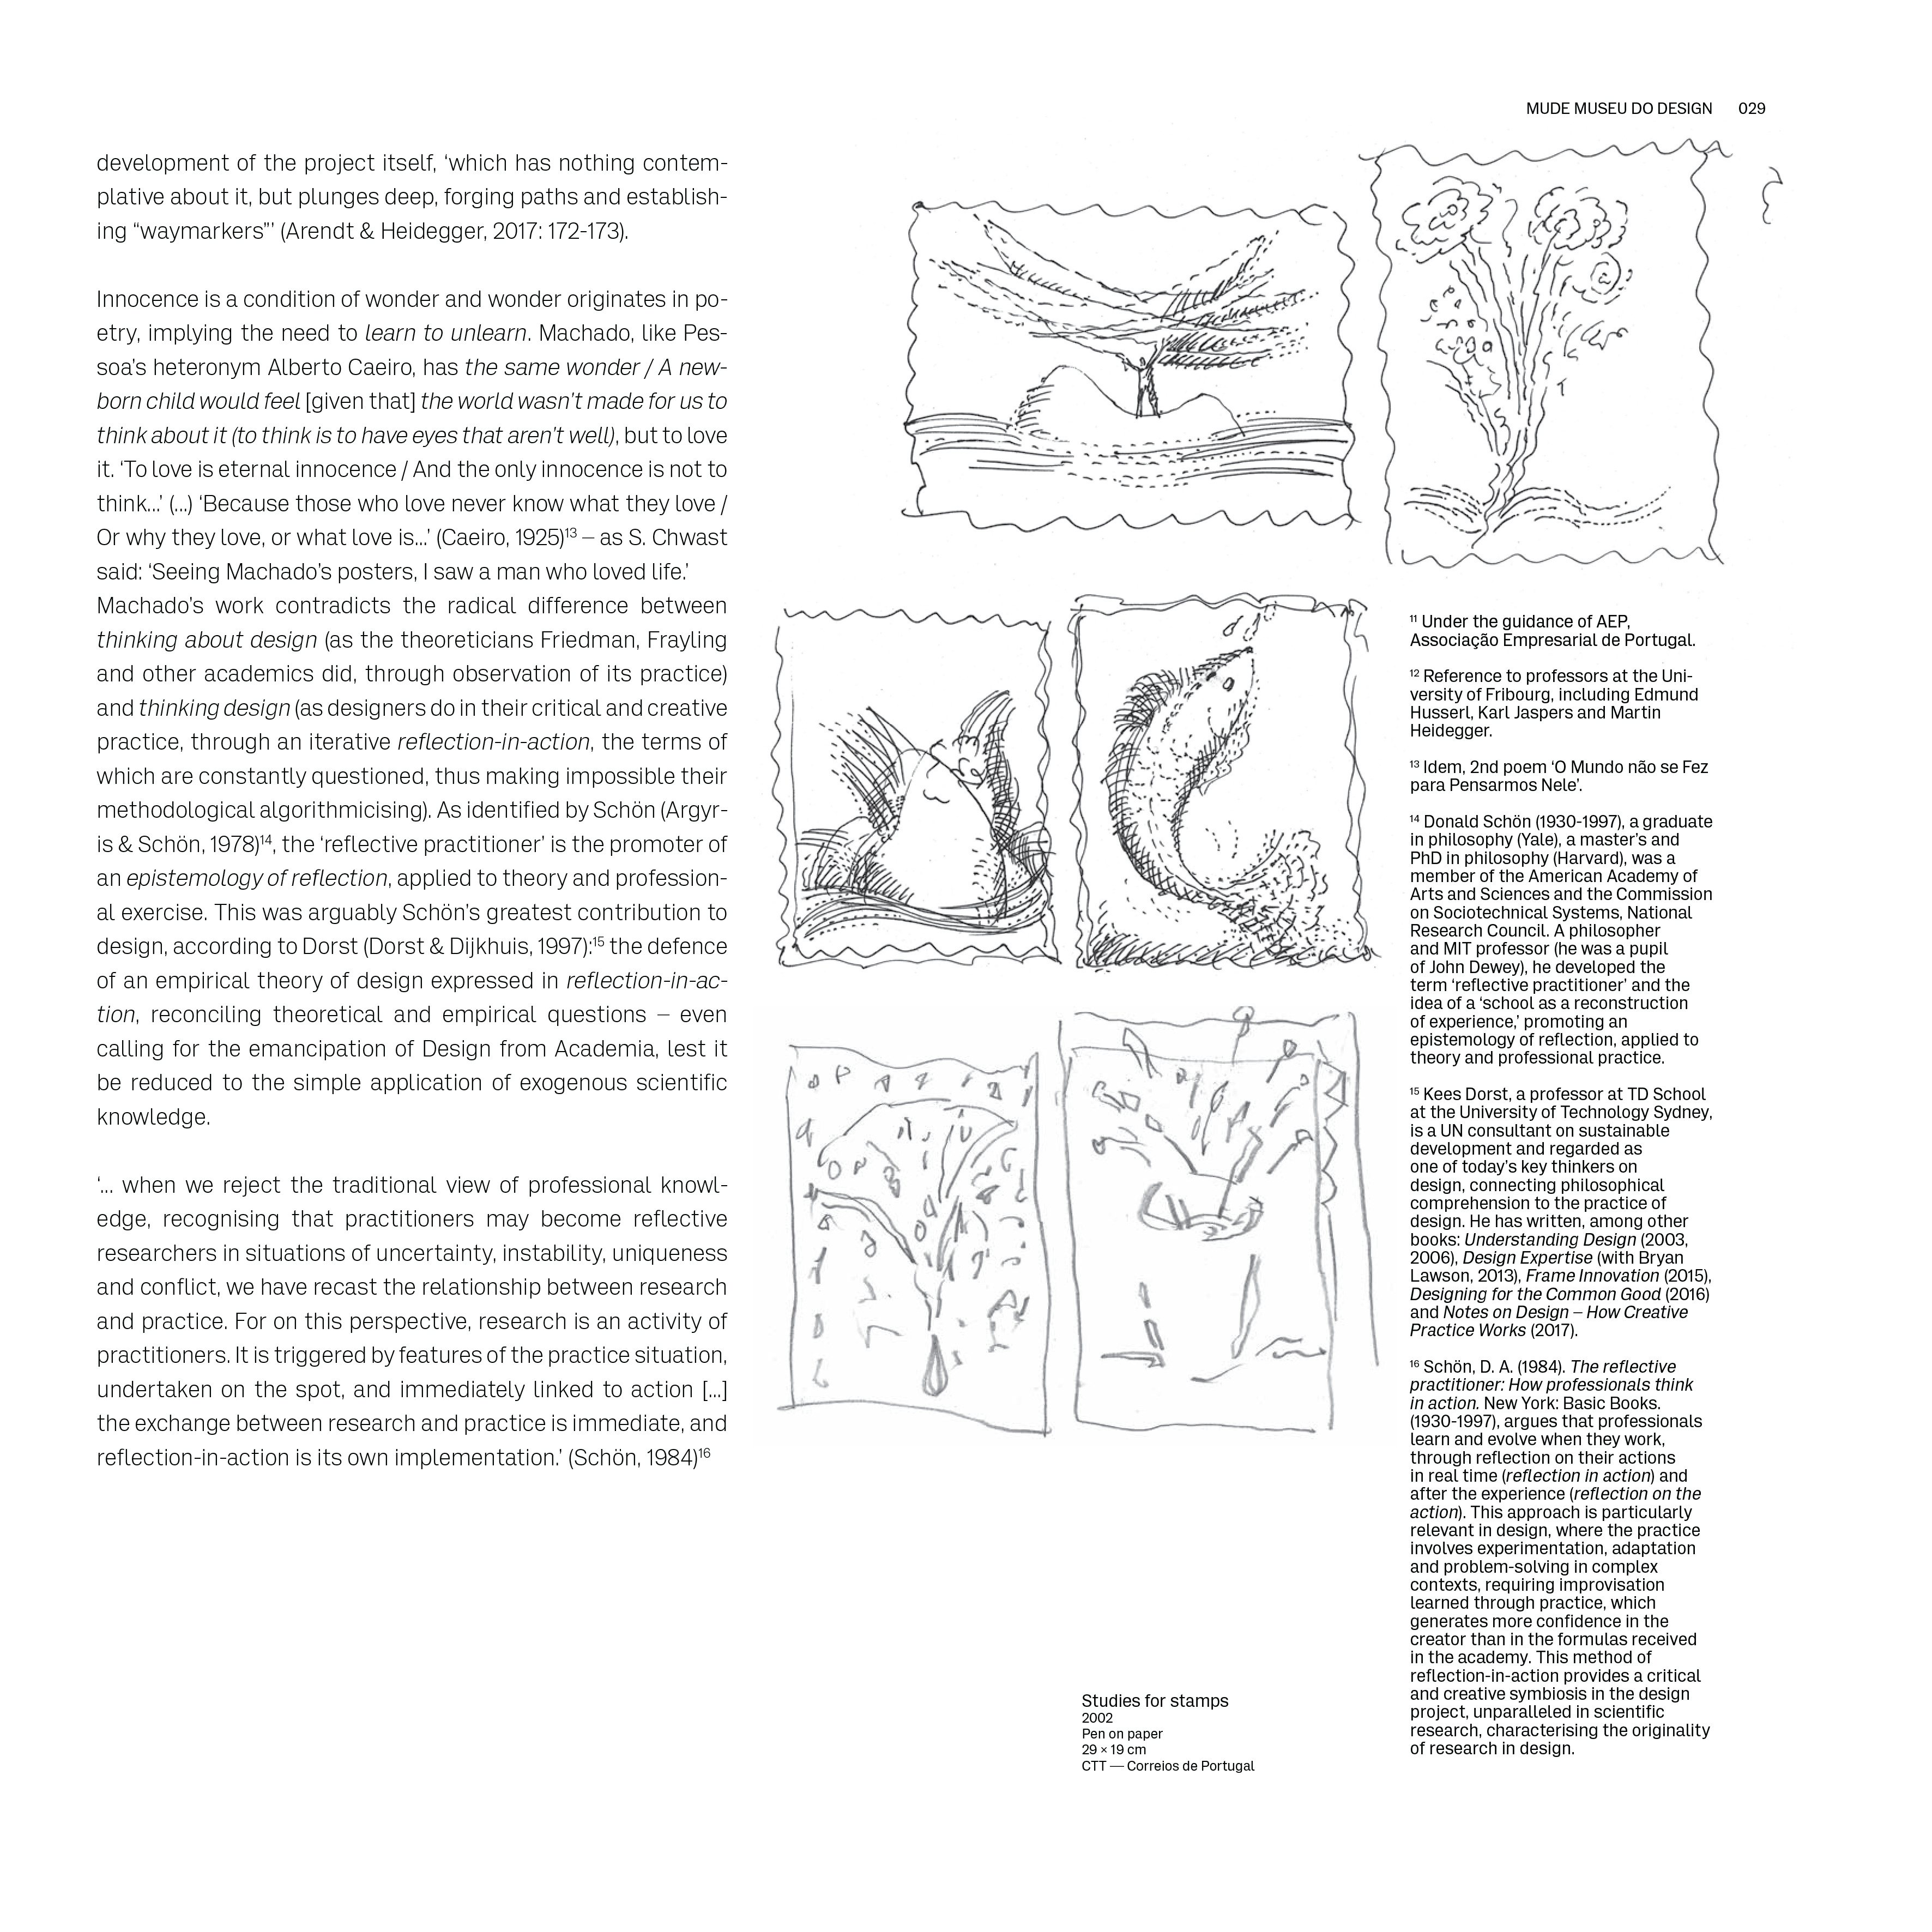 MUDE MUSEU DO DESIGN 029
development of the project itself, ‘which has nothing contem-
plative about it, but plunges deep, forging paths and establish-
ing “waymarkers”’ (Arendt & Heidegger, 2017: 172-173).
Innocence is a condition of wonder and wonder originates in po-
etry, implying the need to learn to unlearn. Machado, like Pes-
soa’s heteronym Alberto Caeiro, has the same wonder / A new-
born child would feel [given that] the world wasn’t made for us to
think about it (to think is to have eyes that aren’t well), but to love
it. ‘To love is eternal innocence / And the only innocence is not to
think...’ (...) ‘Because those who love never know what they love /
Or why they love, or what love is...’ (Caeiro, 1925)¹³ – as S. Chwast
said: ‘Seeing Machado’s posters, I saw a man who loved life.’
Machado’s work contradicts the radical difference between
thinking about design (as the theoreticians Friedman, Frayling
and other academics did, through observation of its practice)
and thinking design (as designers do in their critical and creative
practice, through an iterative reflection-in-action, the terms of
which are constantly questioned, thus making impossible their
methodological algorithmicising). As identified by Schön (Argyr-
is & Schön, 1978)¹⁴, the ‘reflective practitioner’ is the promoter of
an epistemology of reflection, applied to theory and profession-
al exercise. This was arguably Schön’s greatest contribution to
design, according to Dorst (Dorst & Dijkhuis, 1997):¹⁵ the defence
of an empirical theory of design expressed in reflection-in-ac-
tion, reconciling theoretical and empirical questions – even
calling for the emancipation of Design from Academia, lest it
be reduced to the simple application of exogenous scientific
knowledge.
‘... when we reject the traditional view of professional knowl-
edge, recognising that practitioners may become reflective
researchers in situations of uncertainty, instability, uniqueness
and conflict, we have recast the relationship between research
and practice. For on this perspective, research is an activity of
practitioners. It is triggered by features of the practice situation,
undertaken on the spot, and immediately linked to action [...]
the exchange between research and practice is immediate, and
reflection-in-action is its own implementation.’ (Schön, 1984)¹⁶
Studies for stamps
2002
Pen on paper
29 × 19 cm
CTT — Correios de Portugal
¹¹ Under the guidance of AEP,
Associação Empresarial de Portugal.
¹² Reference to professors at the Uni-
versity of Fribourg, including Edmund
Husserl, Karl Jaspers and Martin
Heidegger.
¹³ Idem, 2nd poem ‘O Mundo não se Fez
para Pensarmos Nele’.
¹⁴ Donald Schön (1930-1997), a graduate
in philosophy (Yale), a master’s and
PhD in philosophy (Harvard), was a
member of the American Academy of
Arts and Sciences and the Commission
on Sociotechnical Systems, National
Research Council. A philosopher
and MIT professor (he was a pupil
of John Dewey), he developed the
term ‘reflective practitioner’ and the
idea of a ‘school as a reconstruction
of experience,’ promoting an
epistemology of reflection, applied to
theory and professional practice.
¹⁵ Kees Dorst, a professor at TD School
at the University of Technology Sydney,
is a UN consultant on sustainable
development and regarded as
one of today’s key thinkers on
design, connecting philosophical
comprehension to the practice of
design. He has written, among other
books: Understanding Design (2003,
2006), Design Expertise (with Bryan
Lawson, 2013), Frame Innovation (2015),
Designing for the Common Good (2016)
and Notes on Design – How Creative
Practice Works (2017).
¹⁶ Schön, D. A. (1984). The reflective
practitioner: How professionals think
in action. New York: Basic Books.
(1930-1997), argues that professionals
learn and evolve when they work,
through reflection on their actions
in real time (reflection in action) and
after the experience (reflection on the
action). This approach is particularly
relevant in design, where the practice
involves experimentation, adaptation
and problem-solving in complex
contexts, requiring improvisation
learned through practice, which
generates more confidence in the
creator than in the formulas received
in the academy. This method of
reflection-in-action provides a critical
and creative symbiosis in the design
project, unparalleled in scientific
research, characterising the originality
of research in design.